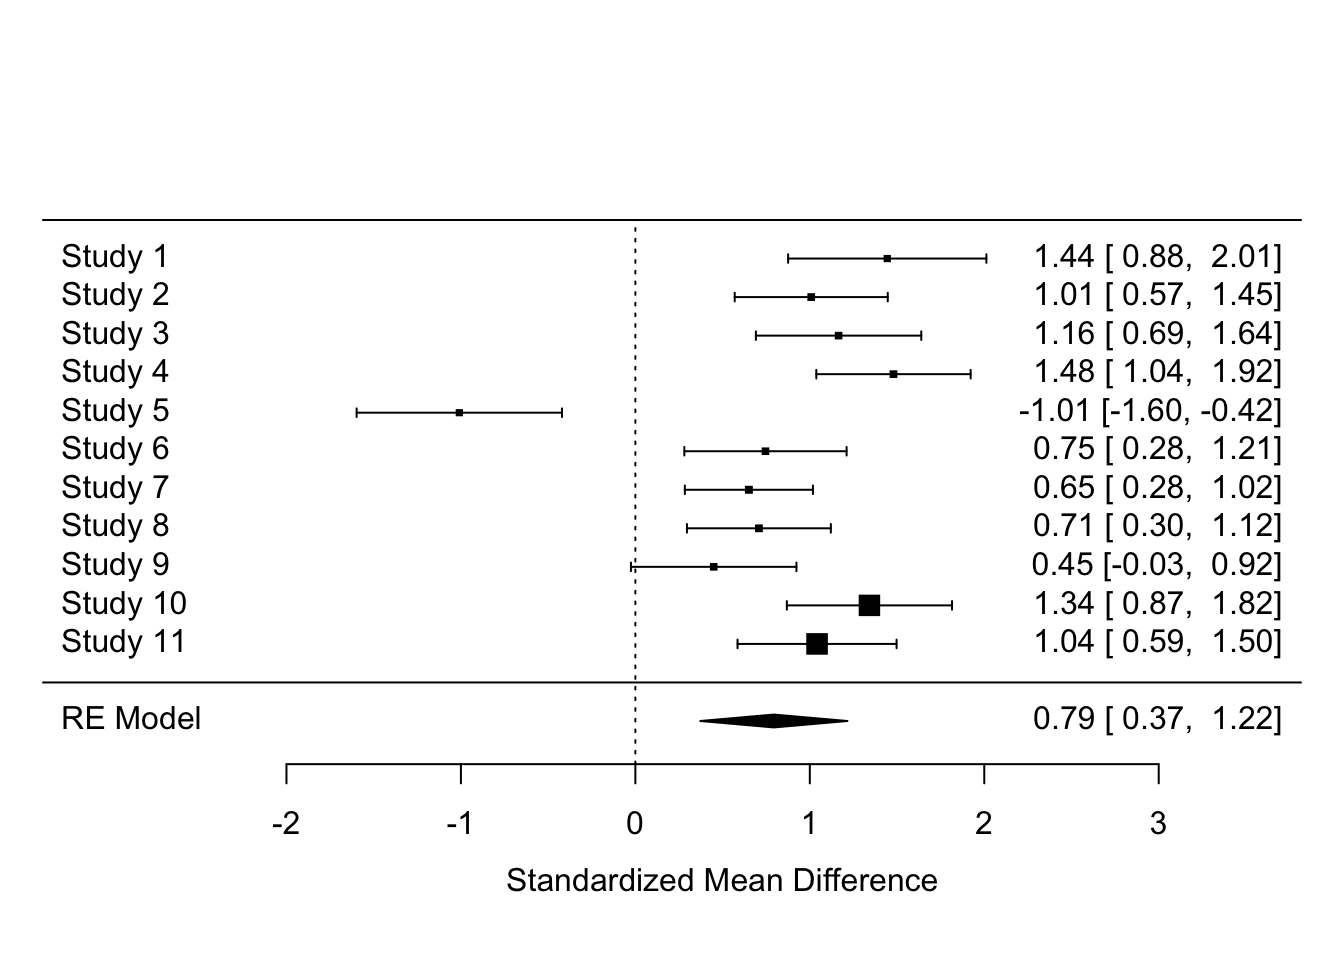 Study 1 1.44 [ 0.88, 2.01]
Study 2 1.01 [ 0.57, 1.45]
Study 3 1.16 [ 0.69, 1.64]
Study 4 1.48 [ 1.04, 1.92]
Study 5 -1.01 [-1.60, -0.42]
Study 6 0.75 [ 0.28, 1.21]
Study 7 0.65 [ 0.28, 1.02]
Study 8 0.71 [ 0.30, 1.12]
Study 9 0.45 [-0.03, 0.92]
Study 10 1.34 [ 0.87, 1.82]
Study 11 1.04 [ 0.59, 1.50]
RE Model 0.79 [ 0.37, 1.22]
-2 -1 0 1 2 3
Standardized Mean Difference